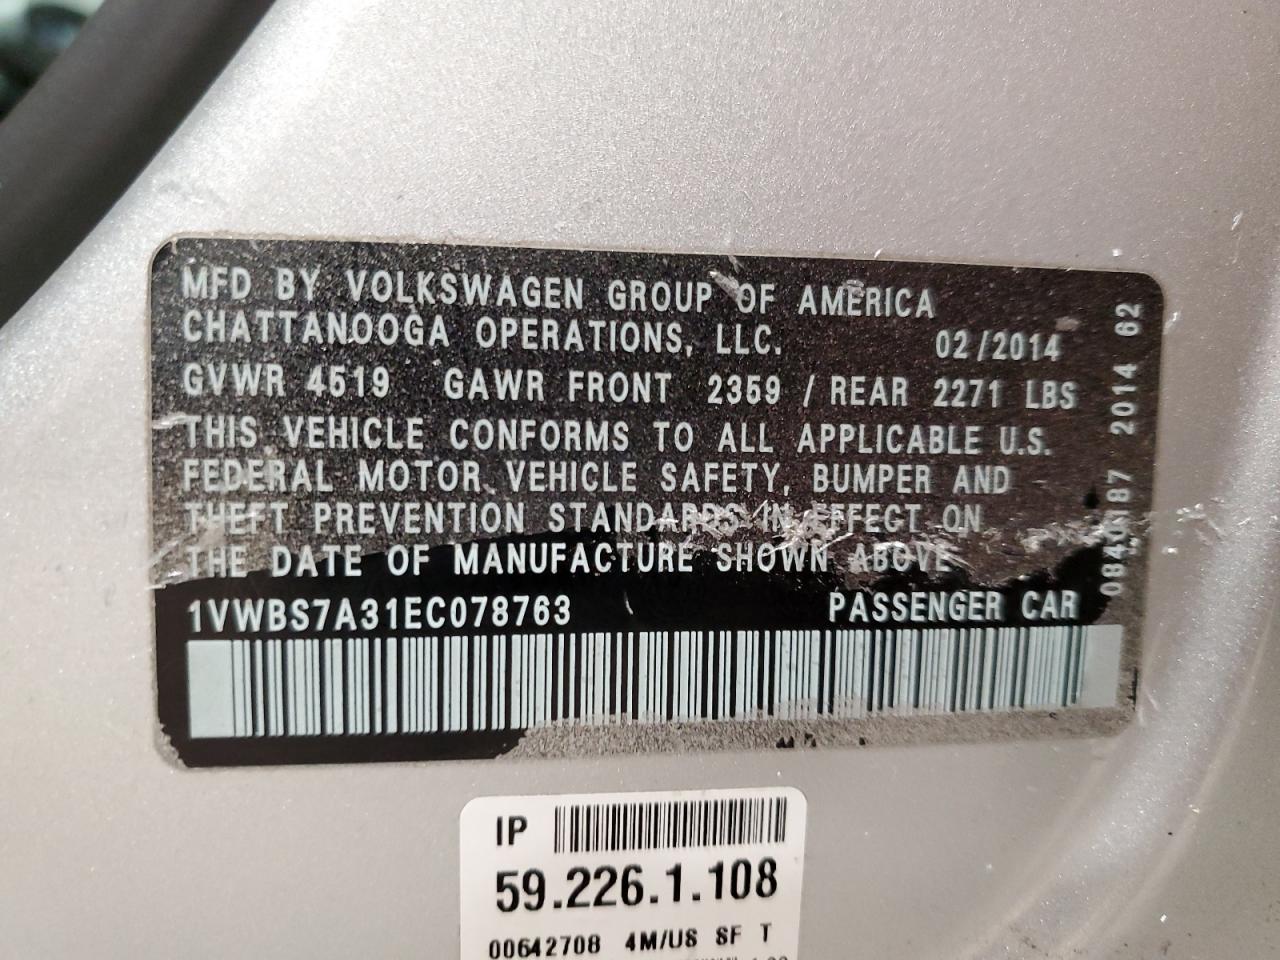 MFD BY VOLKSWAGEN GROUP OF AMERICA
CHATTANOOGA OPERATIONS, LLC. 02/2014
GVWR 4519 GAWR FRONT 2359 / REAR 2271 LBS
THIS VEHICLE CONFORMS TO ALL APPLICABLE U.S.
FEDERAL MOTOR VEHICLE SAFETY, BUMPER AND
THEFT PREVENTION STANDARDS IN EFFECT ON
THE DATE OF MANUFACTURE SHOWN ABOVE
1VWBS7A31EC078763 PASSENGER CAR
2014 62
IP
59.226.1.108
00642708 4M/US SF T